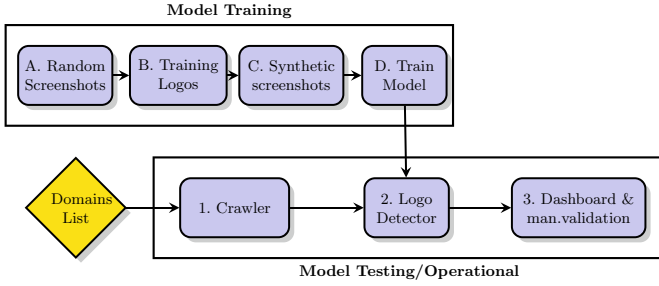 Model Training
A. Random
Screenshots
B. Training
Logos
C. Synthetic
screenshots
D. Train
Model
Domains
List
1. Crawler
2. Logo
Detector
3. Dashboard &
man.validation
Model Testing/Operational